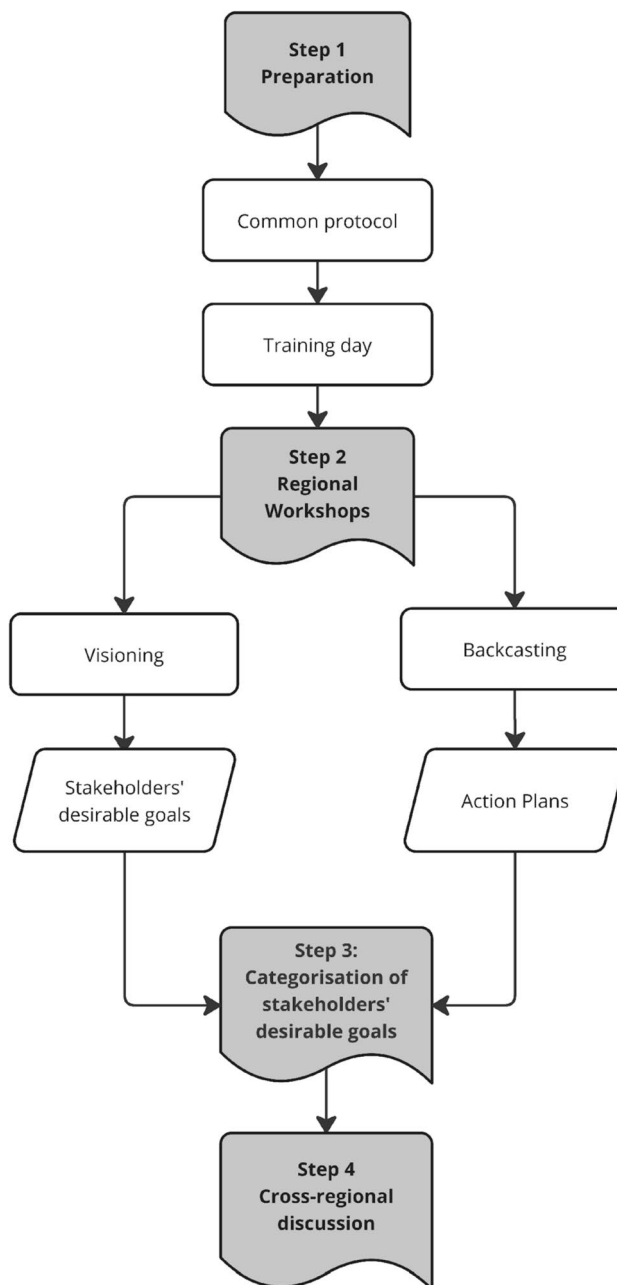 Step 1
Preparation
Common protocol
Training day
Step 2
Regional
Workshops
Visioning
Backcasting
Stakeholders'
desirable goals
Action Plans
Step 3:
Categorisation of
stakeholders'
desirable goals
Step 4
Cross-regional
discussion